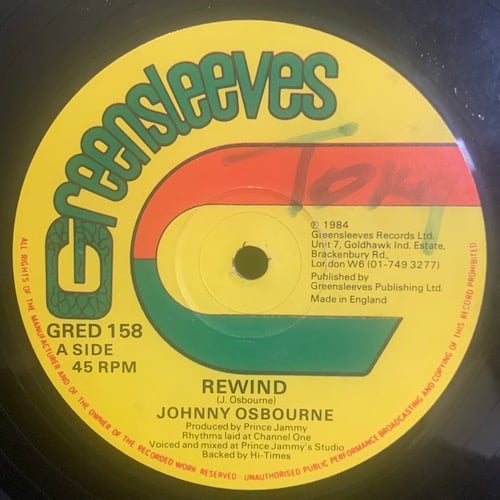 Greensleeves
Tony
℗ 1984
Greensleeves Records Ltd.
Unit 7, Goldhawk Ind. Estate,
Brackenbury Rd.,
London W6 (01-749 3277)
Published by
Greensleeves Publishing Ltd.
Made in England
GRED 158
A SIDE
45 RPM
REWIND
(J. Osbourne)
JOHNNY OSBOURNE
Produced by Prince Jammy
Rhythms laid at Channel One
Voiced and mixed at Prince Jammy's Studio
Backed by Hi-Times
ALL RIGHTS OF THE MANUFACTURER AND OF THE OWNER OF THE RECORDED WORK RESERVED · UNAUTHORISED PUBLIC PERFORMANCE BROADCASTING AND COPYING OF THIS RECORD PROHIBITED